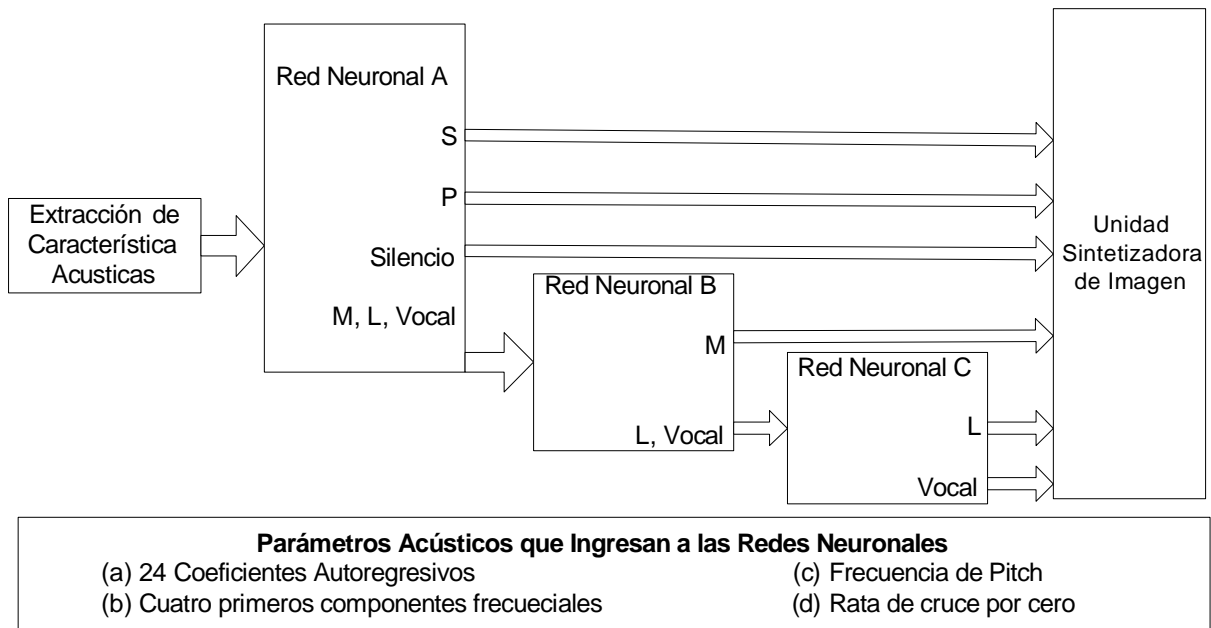 Red Neuronal A
S
P
Silencio
M, L, Vocal
Extracción de
Característica
Acusticas
Red Neuronal B
M
L, Vocal
Red Neuronal C
L
Vocal
Unidad
Sintetizadora
de Imagen
Parámetros Acústicos que Ingresan a las Redes Neuronales
(a) 24 Coeficientes Autoregresivos
(c) Frecuencia de Pitch
(b) Cuatro primeros componentes frecueciales
(d) Rata de cruce por cero